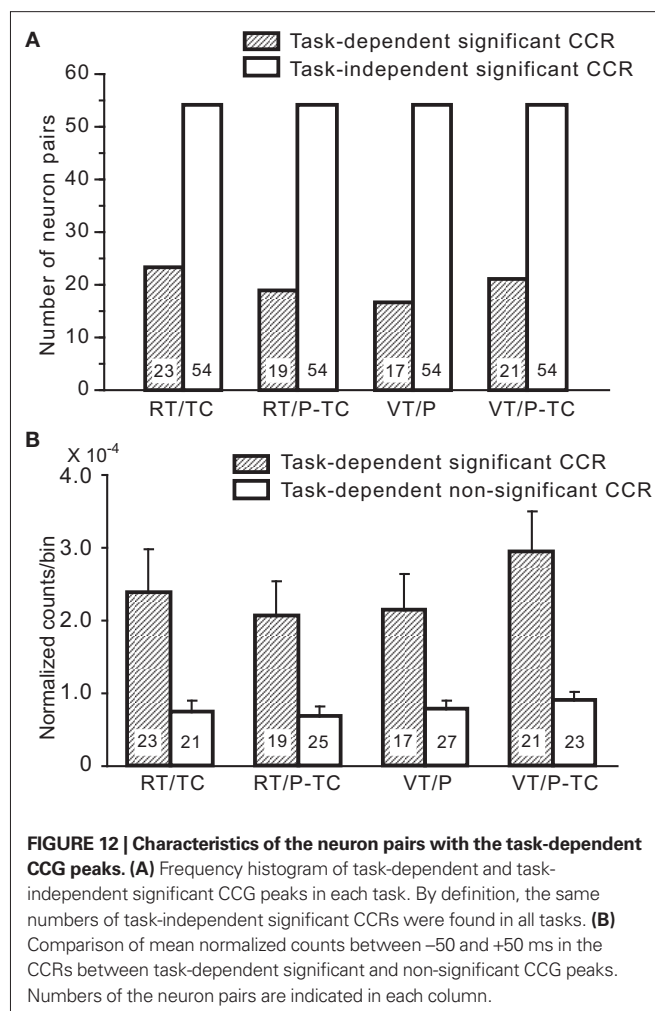 A
Task-dependent significant CCR
Task-independent significant CCR
Number of neuron pairs
60
50
40
30
20
10
0
23 54 19 54 17 54 21 54
RT/TC RT/P-TC VT/P VT/P-TC
B
X 10-4
Task-dependent significant CCR
Task-dependent non-significant CCR
Normalized counts/bin
4.0
3.0
2.0
1.0
0
23 21 19 25 17 27 21 23
RT/TC RT/P-TC VT/P VT/P-TC
FIGURE 12 | Characteristics of the neuron pairs with the task-dependent
CCG peaks. (A) Frequency histogram of task-dependent and task-
independent significant CCG peaks in each task. By definition, the same
numbers of task-independent significant CCRs were found in all tasks. (B)
Comparison of mean normalized counts between –50 and +50 ms in the
CCRs between task-dependent significant and non-significant CCG peaks.
Numbers of the neuron pairs are indicated in each column.